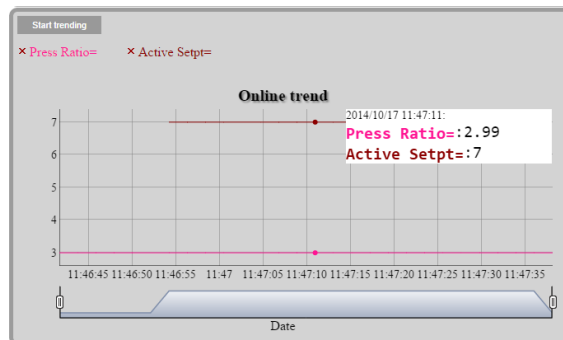 Start trending
× Press Ratio= × Active Setpt=
Online trend
2014/10/17 11:47:11:
Press Ratio=:2.99
Active Setpt=:7
7
6
5
4
3
11:46:45 11:46:50 11:46:55 11:47 11:47:05 11:47:10 11:47:15 11:47:20 11:47:25 11:47:30 11:47:35
Date